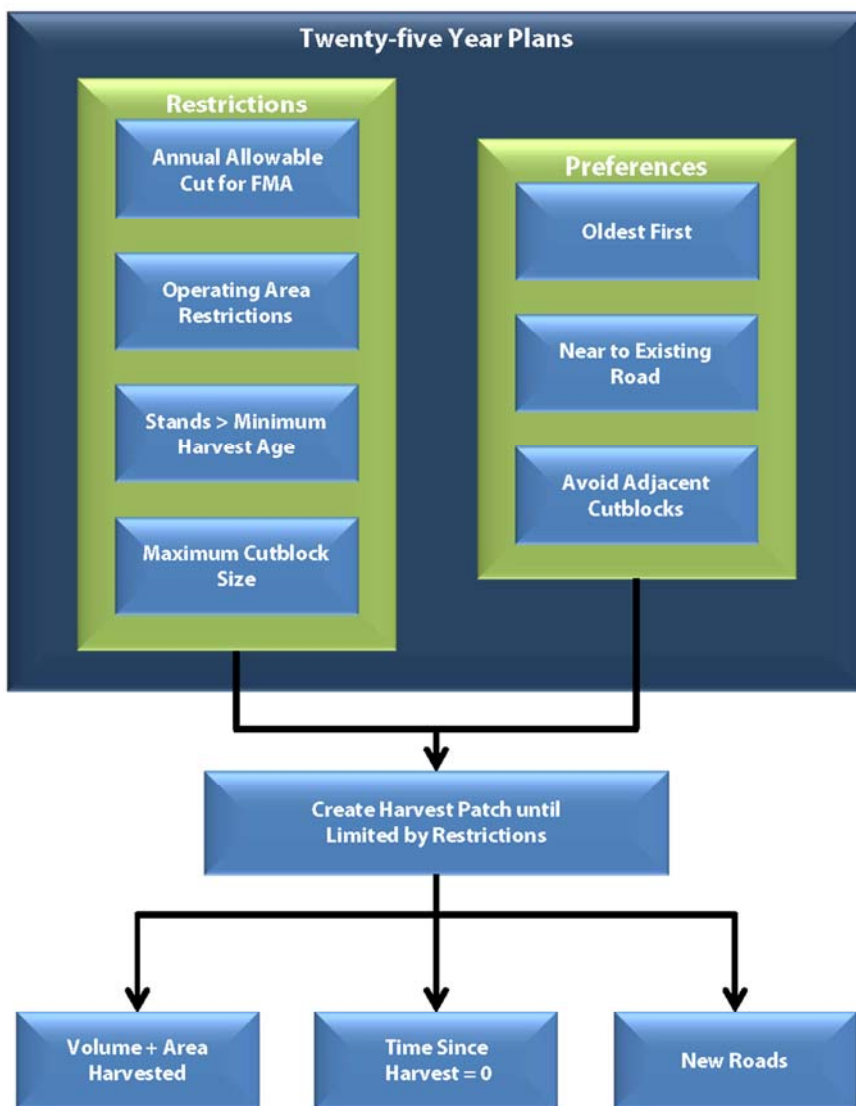 Twenty-five Year Plans
Restrictions
Annual Allowable
Cut for FMA
Operating Area
Restrictions
Stands > Minimum
Harvest Age
Maximum Cutblock
Size
Preferences
Oldest First
Near to Existing
Road
Avoid Adjacent
Cutblocks
Create Harvest Patch until
Limited by Restrictions
Volume + Area
Harvested
Time Since
Harvest = 0
New Roads